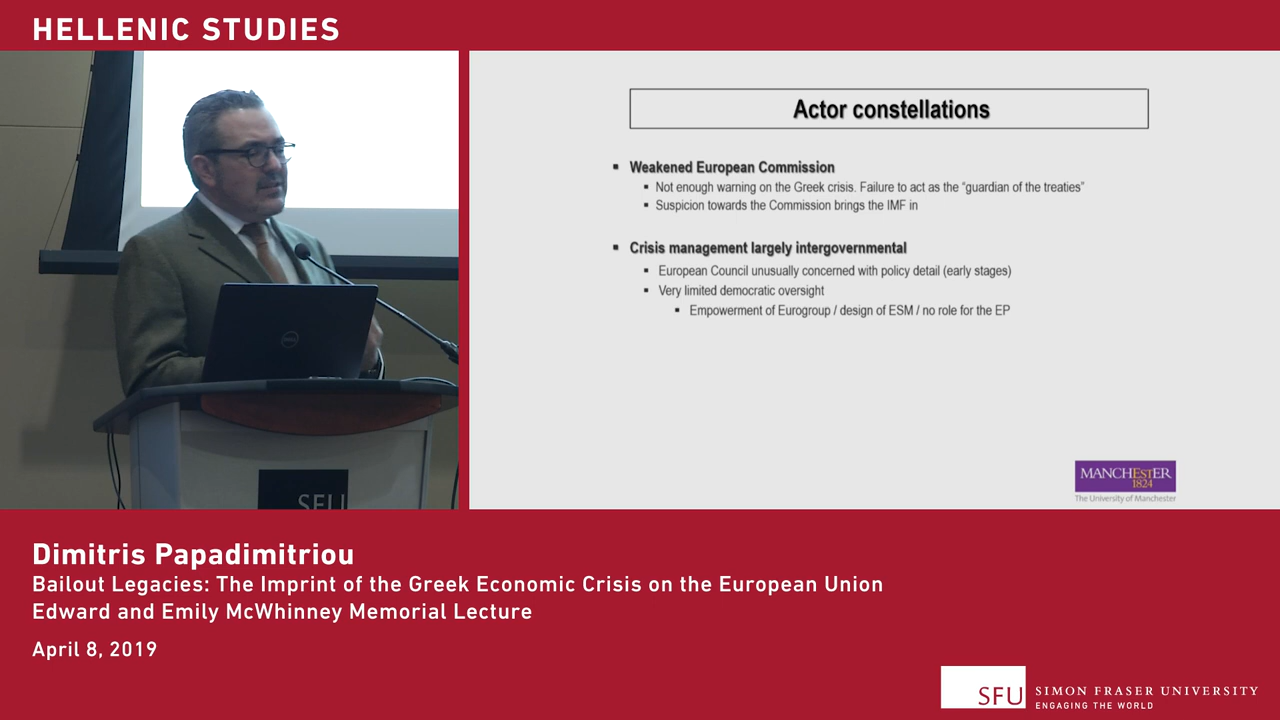 HELLENIC STUDIES
Actor constellations
▪ Weakened European Commission
▪ Not enough warning on the Greek crisis. Failure to act as the “guardian of the treaties”
▪ Suspicion towards the Commission brings the IMF in
▪ Crisis management largely intergovernmental
▪ European Council unusually concerned with policy detail (early stages)
▪ Very limited democratic oversight
▪ Empowerment of Eurogroup / design of ESM / no role for the EP
MANCHESTER
1824
The University of Manchester
DELL
SFU
Dimitris Papadimitriou
Bailout Legacies: The Imprint of the Greek Economic Crisis on the European Union
Edward and Emily McWhinney Memorial Lecture
April 8, 2019
SFU
SIMON FRASER UNIVERSITY
ENGAGING THE WORLD